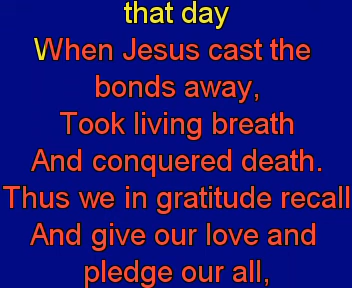 that day
When Jesus cast the
bonds away,
Took living breath
And conquered death.
Thus we in gratitude recall
And give our love and
pledge our all,